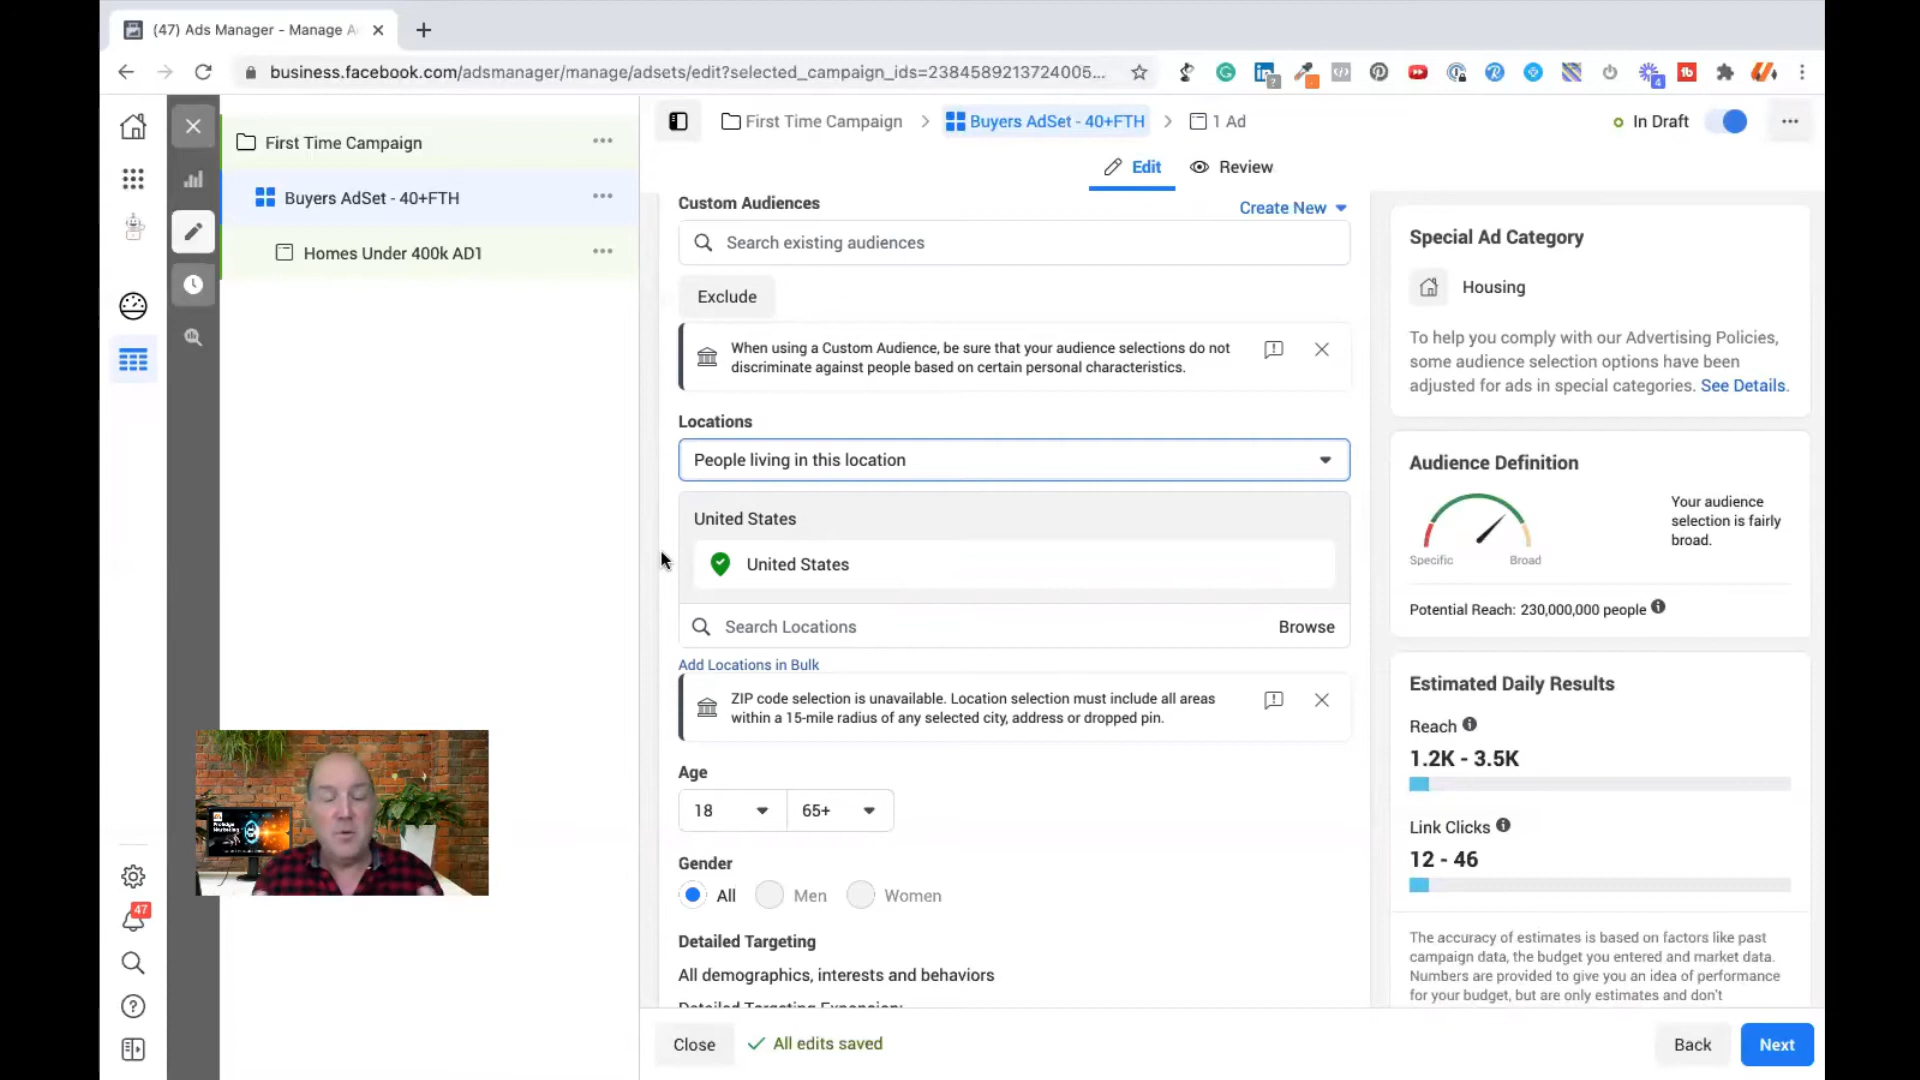 (47) Ads Manager - Manage A
business.facebook.com/adsmanager/manage/adsets/edit?selected_campaign_ids=2384589213724005...
First Time Campaign
Buyers AdSet - 40+FTH
1 Ad
In Draft
Edit
Review
First Time Campaign
Buyers AdSet - 40+FTH
Homes Under 400k AD1
Custom Audiences
Create New
Search existing audiences
Exclude
When using a Custom Audience, be sure that your audience selections do not
discriminate against people based on certain personal characteristics.
Locations
People living in this location
United States
United States
Search Locations
Browse
Add Locations in Bulk
ZIP code selection is unavailable. Location selection must include all areas
within a 15-mile radius of any selected city, address or dropped pin.
Age
18
65+
Gender
All
Men
Women
Detailed Targeting
All demographics, interests and behaviors
Detailed Targeting Expansion:
Close
All edits saved
Back
Next
Special Ad Category
Housing
To help you comply with our Advertising Policies,
some audience selection options have been
adjusted for ads in special categories. See Details.
Audience Definition
Your audience
selection is fairly
broad.
Specific
Broad
Potential Reach: 230,000,000 people
Estimated Daily Results
Reach
1.2K - 3.5K
Link Clicks
12 - 46
The accuracy of estimates is based on factors like past
campaign data, the budget you entered and market data.
Numbers are provided to give you an idea of performance
for your budget, but are only estimates and don't
47